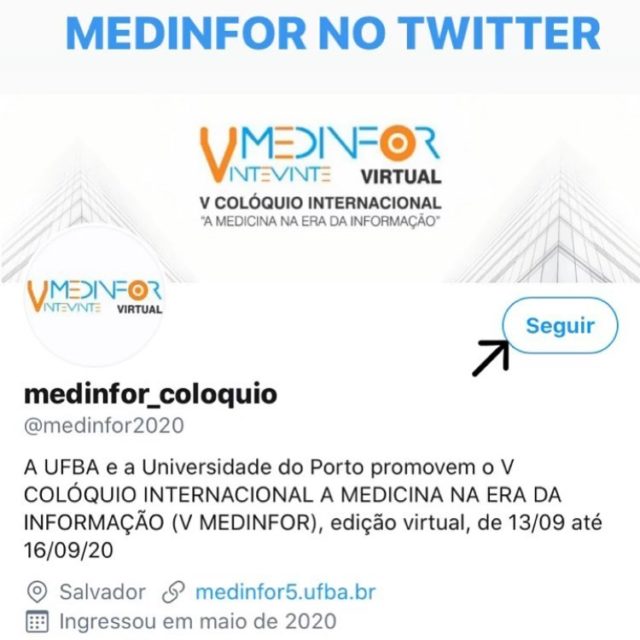 MEDINFOR NO TWITTER
VMEDINFOR
VINTEVINTE VIRTUAL
V COLÓQUIO INTERNACIONAL
"A MEDICINA NA ERA DA INFORMAÇÃO"
VMEDINFOR
VINTEVINTE VIRTUAL
Seguir
medinfor_coloquio
@medinfor2020
A UFBA e a Universidade do Porto promovem o V
COLÓQUIO INTERNACIONAL A MEDICINA NA ERA DA
INFORMAÇÃO (V MEDINFOR), edição virtual, de 13/09 até
16/09/20
Salvador medinfor5.ufba.br
Ingressou em maio de 2020